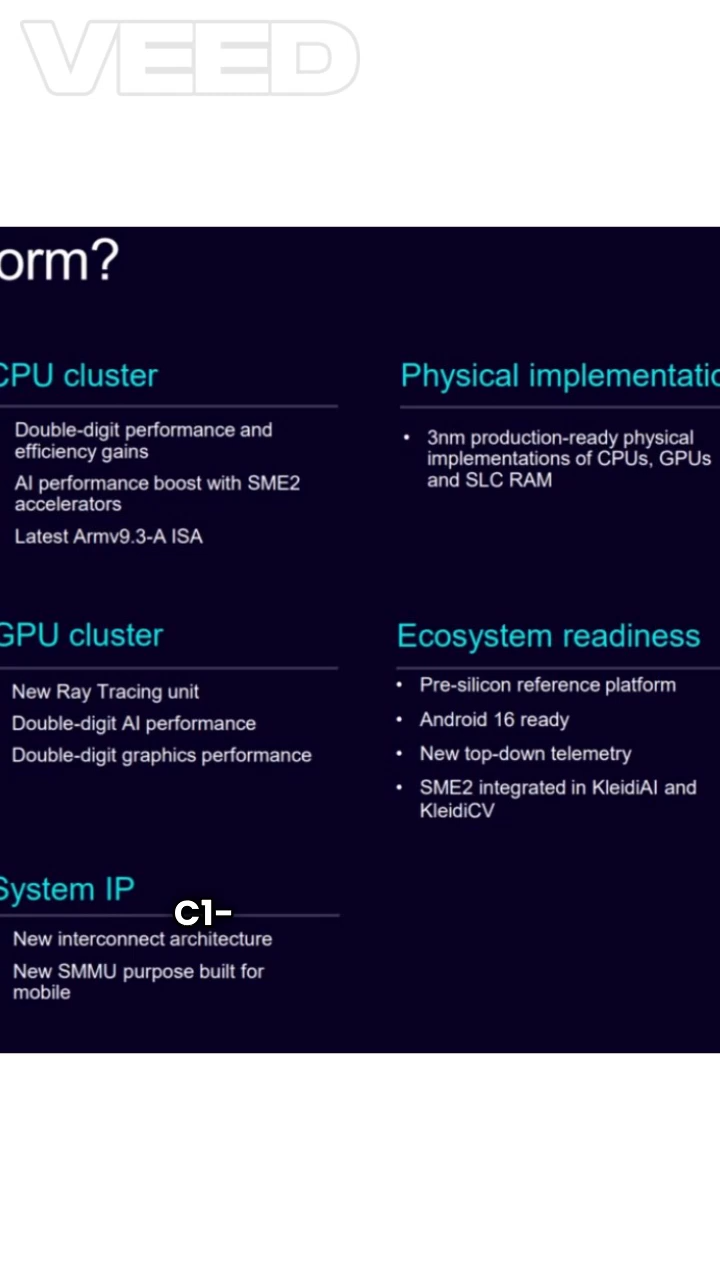 VEED
orm?
CPU cluster
Double-digit performance and
efficiency gains
AI performance boost with SME2
accelerators
Latest Armv9.3-A ISA
Physical implementatio
• 3nm production-ready physical
implementations of CPUs, GPUs
and SLC RAM
GPU cluster
New Ray Tracing unit
Double-digit AI performance
Double-digit graphics performance
Ecosystem readiness
• Pre-silicon reference platform
• Android 16 ready
• New top-down telemetry
• SME2 integrated in KleidiAI and
KleidiCV
System IP
C1-
New interconnect architecture
New SMMU purpose built for
mobile